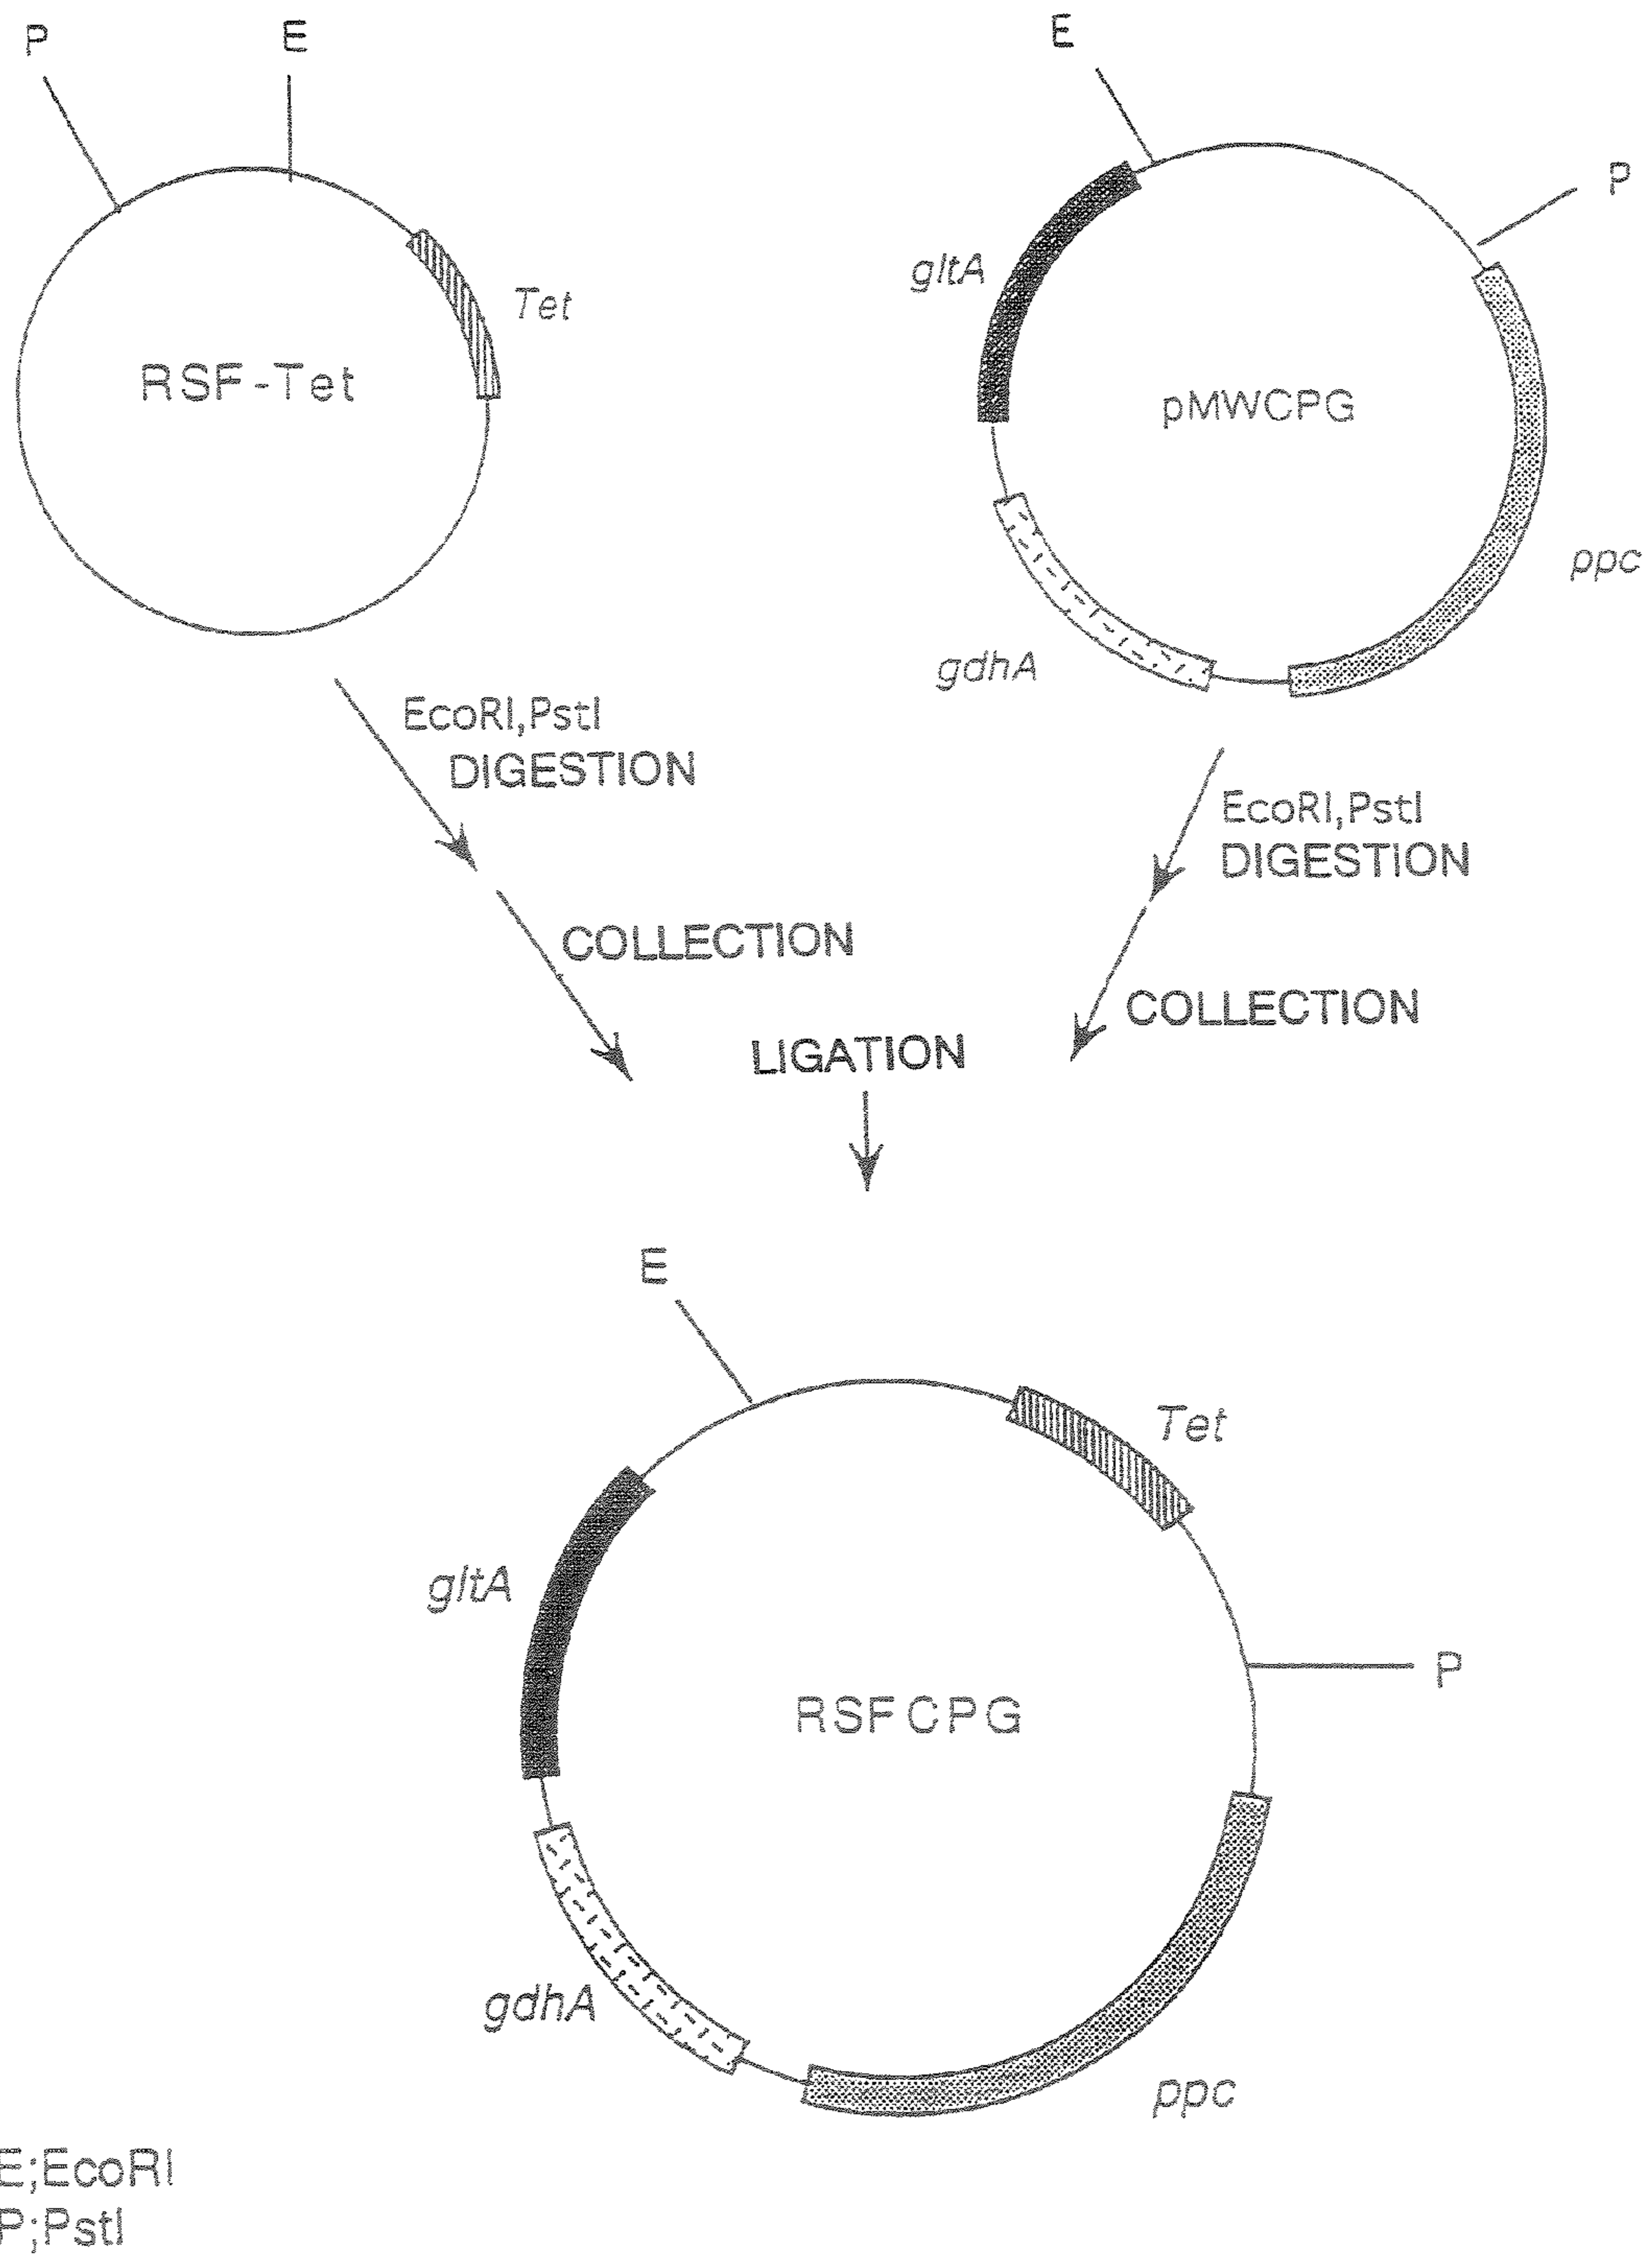 P
E
Tet
RSF-Tet
E
P
gltA
pMWCPG
ppc
gdhA
EcoRI,PstI
DIGESTION
COLLECTION
EcoRI,PstI
DIGESTION
COLLECTION
LIGATION
E
Tet
P
gltA
RSFCPG
gdhA
ppc
E;EcoRI
P;PstI